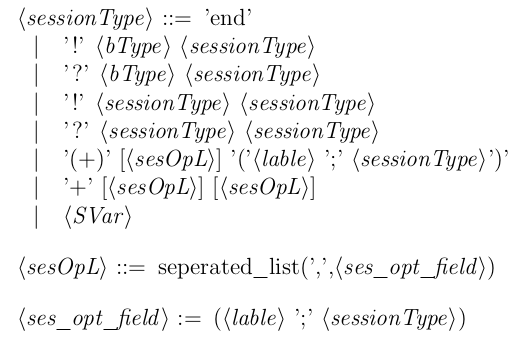 ⟨sessionType⟩ ::= 'end'
| '!' ⟨bType⟩ ⟨sessionType⟩
| '?' ⟨bType⟩ ⟨sessionType⟩
| '!' ⟨sessionType⟩ ⟨sessionType⟩
| '?' ⟨sessionType⟩ ⟨sessionType⟩
| '(+)' [⟨sesOpL⟩] '('⟨lable⟩ ';' ⟨sessionType⟩')'
| '+' [⟨sesOpL⟩] [⟨sesOpL⟩]
| ⟨SVar⟩
⟨sesOpL⟩ ::= seperated_list(',',⟨ses_opt_field⟩)
⟨ses_opt_field⟩ := (⟨lable⟩ ';' ⟨sessionType⟩)